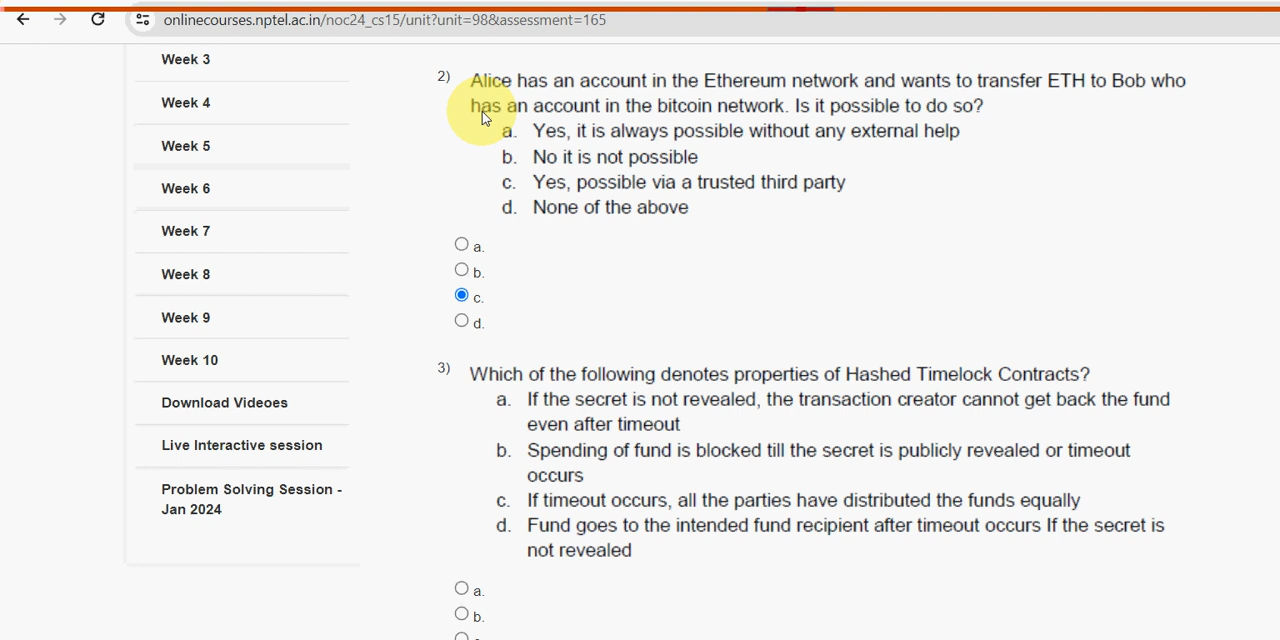 onlinecourses.nptel.ac.in/noc24_cs15/unit?unit=98&assessment=165
Week 3
Week 4
Week 5
Week 6
Week 7
Week 8
Week 9
Week 10
Download Videoes
Live Interactive session
Problem Solving Session -
Jan 2024
2) Alice has an account in the Ethereum network and wants to transfer ETH to Bob who
has an account in the bitcoin network. Is it possible to do so?
a. Yes, it is always possible without any external help
b. No it is not possible
c. Yes, possible via a trusted third party
d. None of the above
a.
b.
c.
d.
3) Which of the following denotes properties of Hashed Timelock Contracts?
a. If the secret is not revealed, the transaction creator cannot get back the fund
even after timeout
b. Spending of fund is blocked till the secret is publicly revealed or timeout
occurs
c. If timeout occurs, all the parties have distributed the funds equally
d. Fund goes to the intended fund recipient after timeout occurs If the secret is
not revealed
a.
b.